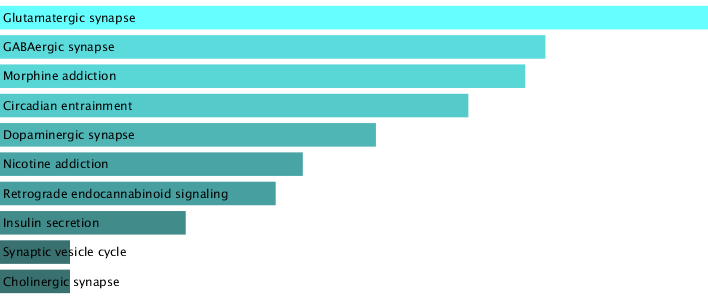 Glutamatergic synapse
GABAergic synapse
Morphine addiction
Circadian entrainment
Dopaminergic synapse
Nicotine addiction
Retrograde endocannabinoid signaling
Insulin secretion
Synaptic vesicle cycle
Cholinergic synapse